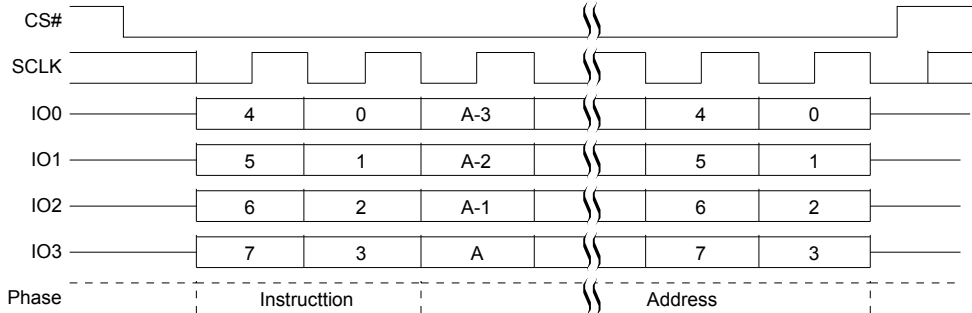 CS#
SCLK
IO0 4 0 A-3 4 0
IO1 5 1 A-2 5 1
IO2 6 2 A-1 6 2
IO3 7 3 A 7 3
Phase Instructtion Address